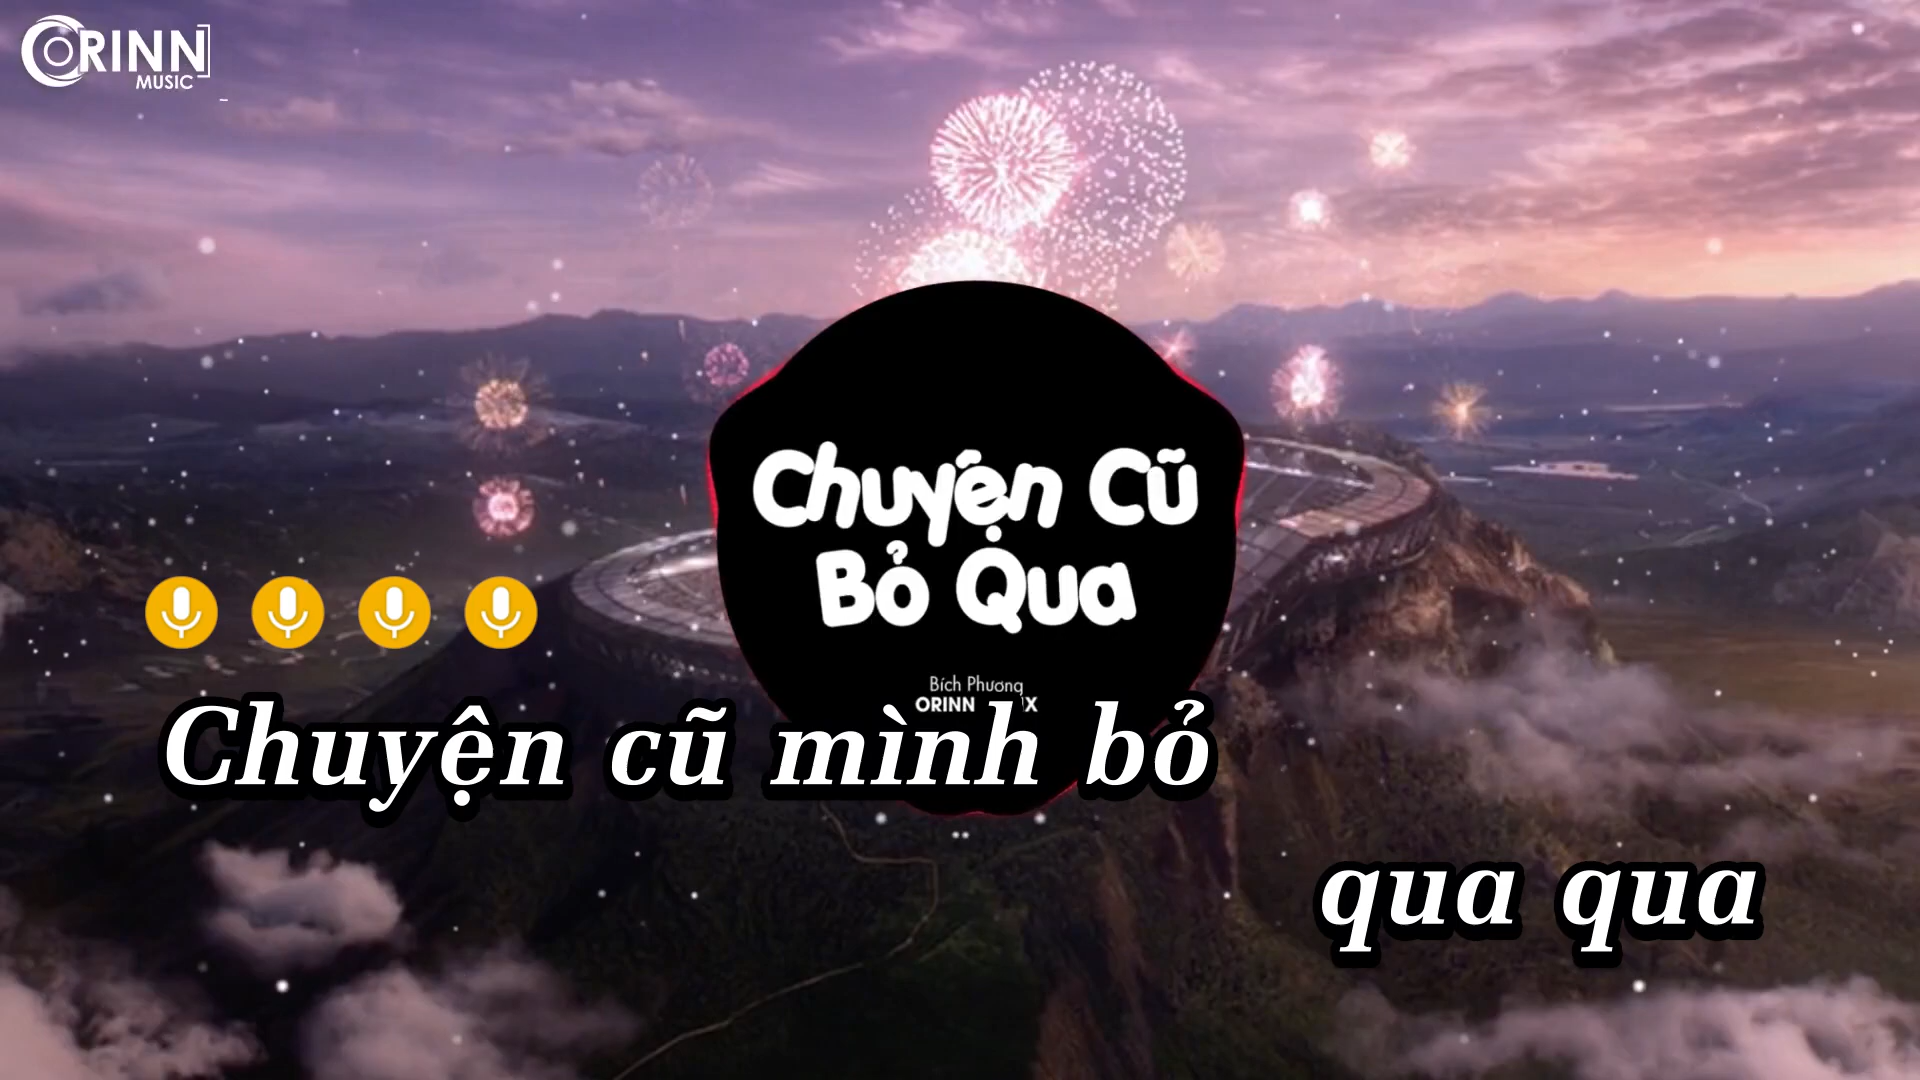 ORINN
MUSIC
Chuyện Cũ
Bỏ Qua
Bích Phương
ORINN
Chuyện cũ mình bỏ
qua qua